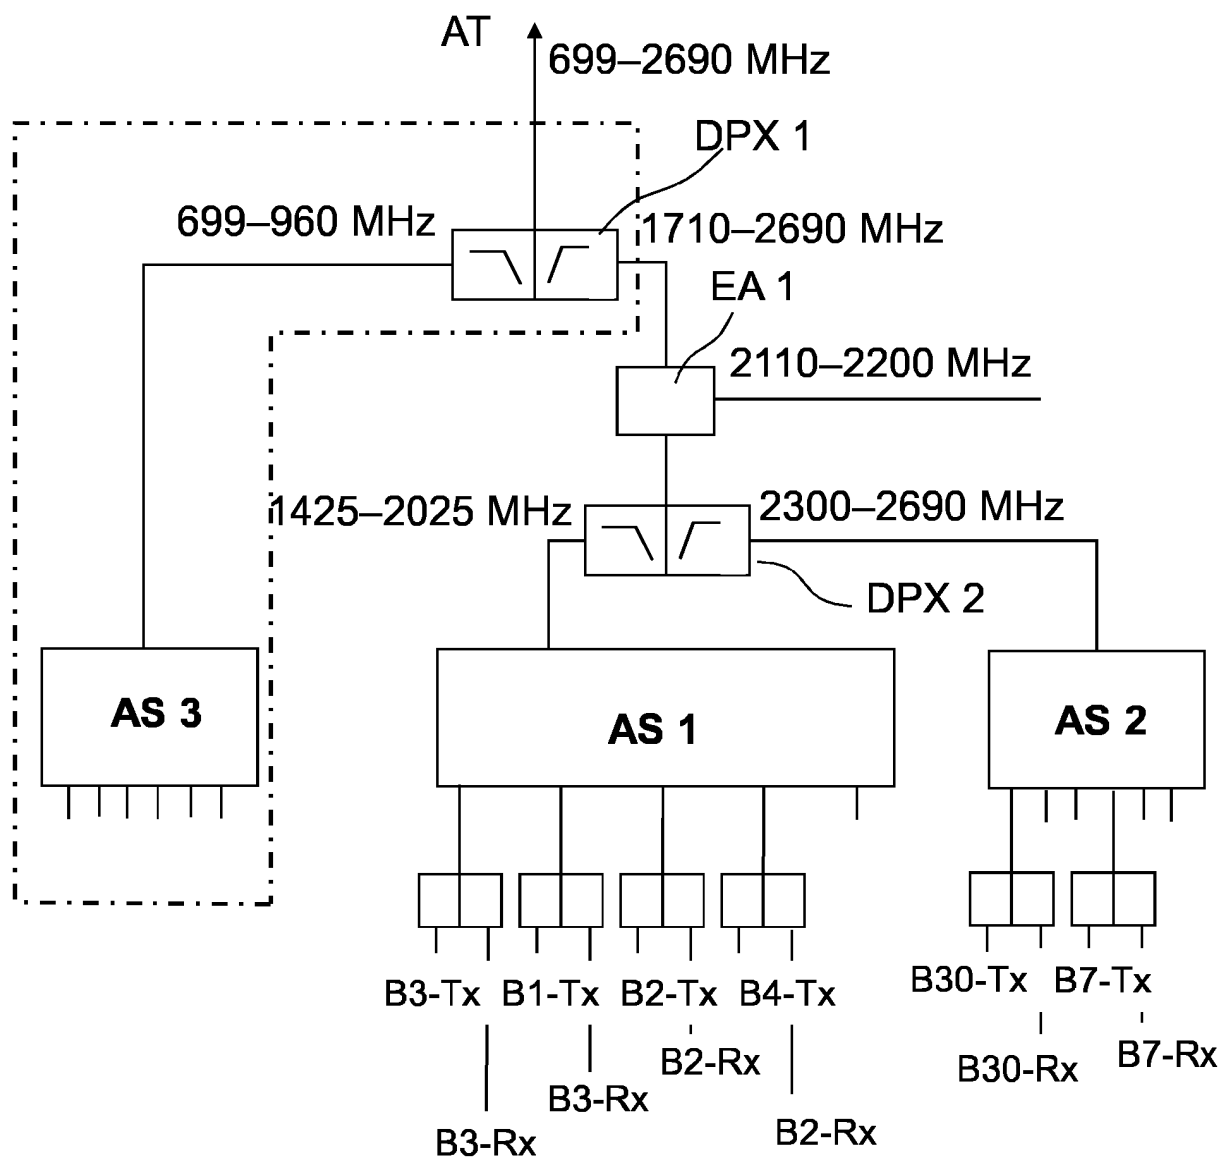 AT
699–2690 MHz
DPX 1
699–960 MHz
1710–2690 MHz
EA 1
2110–2200 MHz
1425–2025 MHz
2300–2690 MHz
DPX 2
AS 3
AS 1
AS 2
B3-Tx B1-Tx B2-Tx B4-Tx
B30-Tx B7-Tx
B2-Rx
B7-Rx
B30-Rx
B3-Rx
B2-Rx
B3-Rx